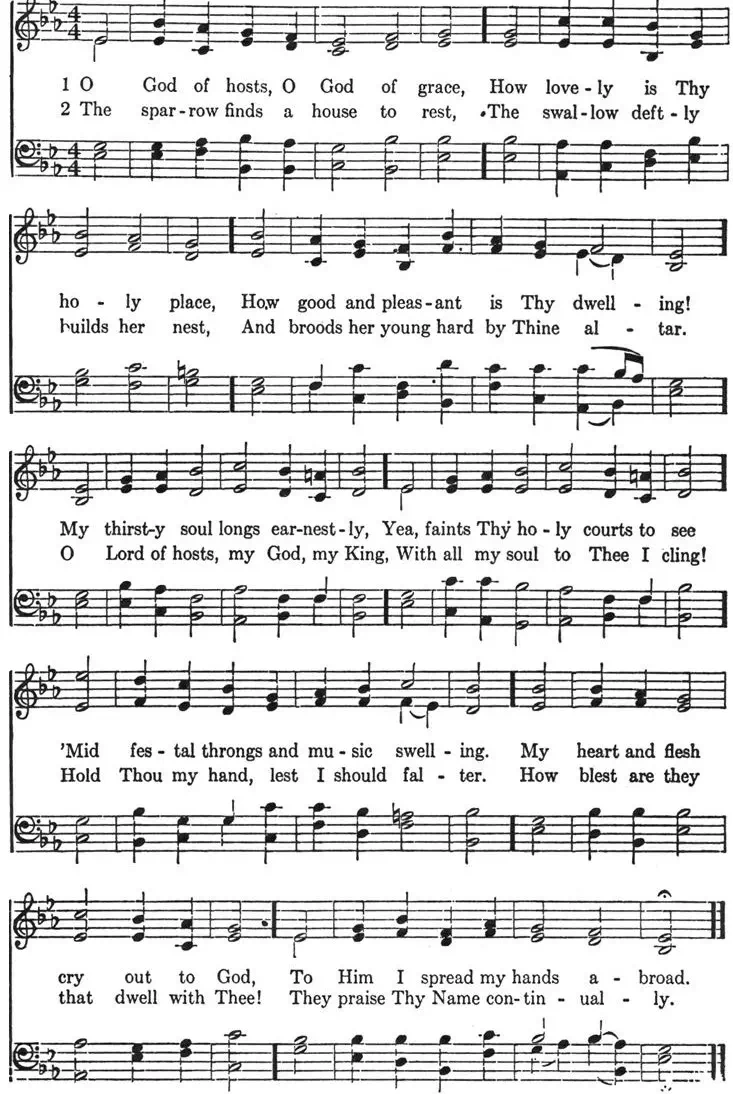 1 O God of hosts, O God of grace, How love - ly is Thy
2 The spar - row finds a house to rest, The swal - low deft - ly
ho - ly place, How good and pleas - ant is Thy dwell - ing!
builds her nest, And broods her young hard by Thine al - tar.
My thirst-y soul longs ear-nest-ly, Yea, faints Thy ho - ly courts to see
O Lord of hosts, my God, my King, With all my soul to Thee I cling!
'Mid fes - tal throngs and mu - sic swell - ing. My heart and flesh
Hold Thou my hand, lest I should fal - ter. How blest are they
cry out to God, To Him I spread my hands a - broad.
that dwell with Thee! They praise Thy Name con - tin - ual - ly.